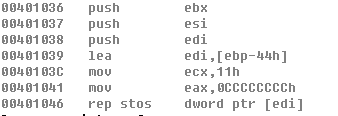 00401036 push ebx
00401037 push esi
00401038 push edi
00401039 lea edi,[ebp-44h]
0040103C mov ecx,11h
00401041 mov eax,0CCCCCCCCh
00401046 rep stos dword ptr [edi]